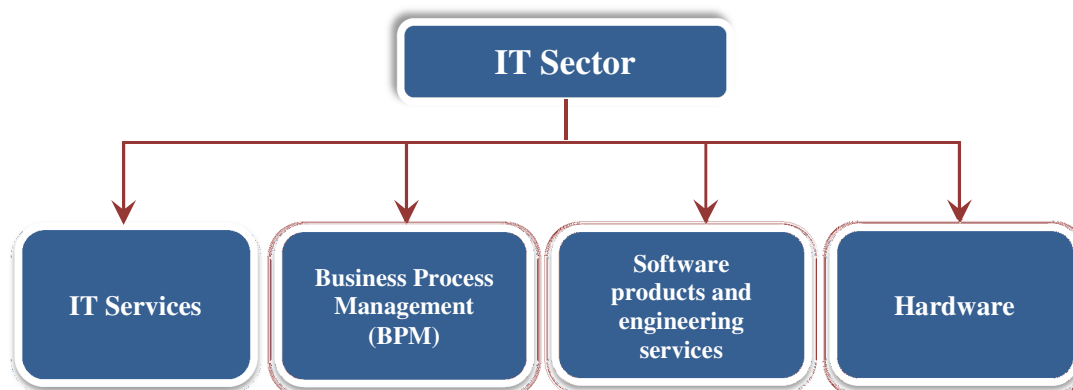 IT Sector
IT Services
Business Process
Management
(BPM)
Software
products and
engineering
services
Hardware